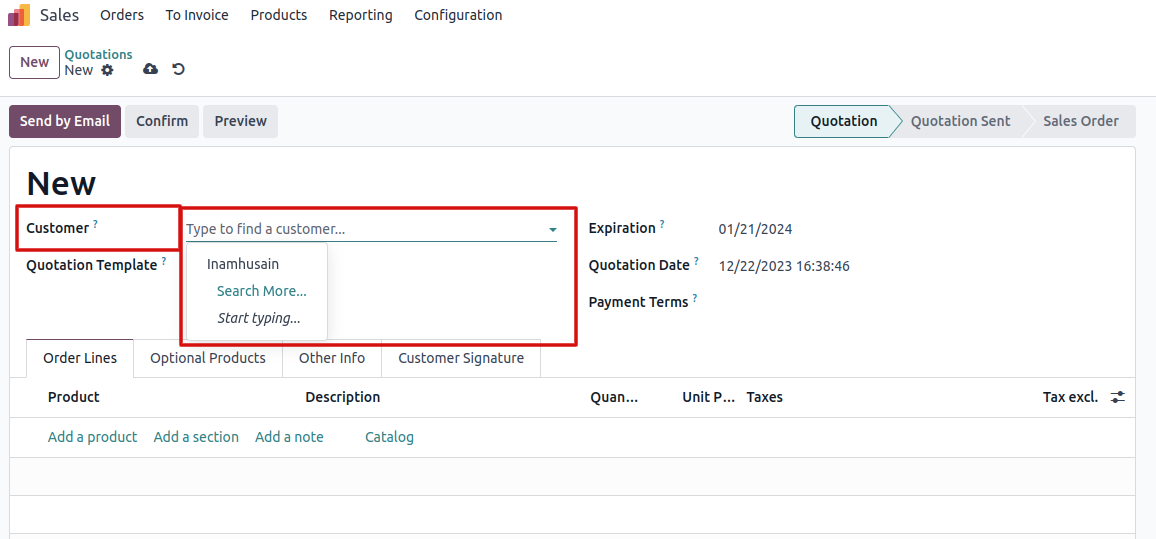 Sales Orders To Invoice Products Reporting Configuration
New Quotations
New
Send by Email Confirm Preview Quotation Quotation Sent Sales Order
New
Customer ? Type to find a customer... Expiration ? 01/21/2024
Inamhusain
Quotation Template ? Quotation Date ? 12/22/2023 16:38:46
Search More...
Payment Terms ?
Start typing...
Order Lines Optional Products Other Info Customer Signature
Product Description Quan... Unit P... Taxes Tax excl.
Add a product Add a section Add a note Catalog